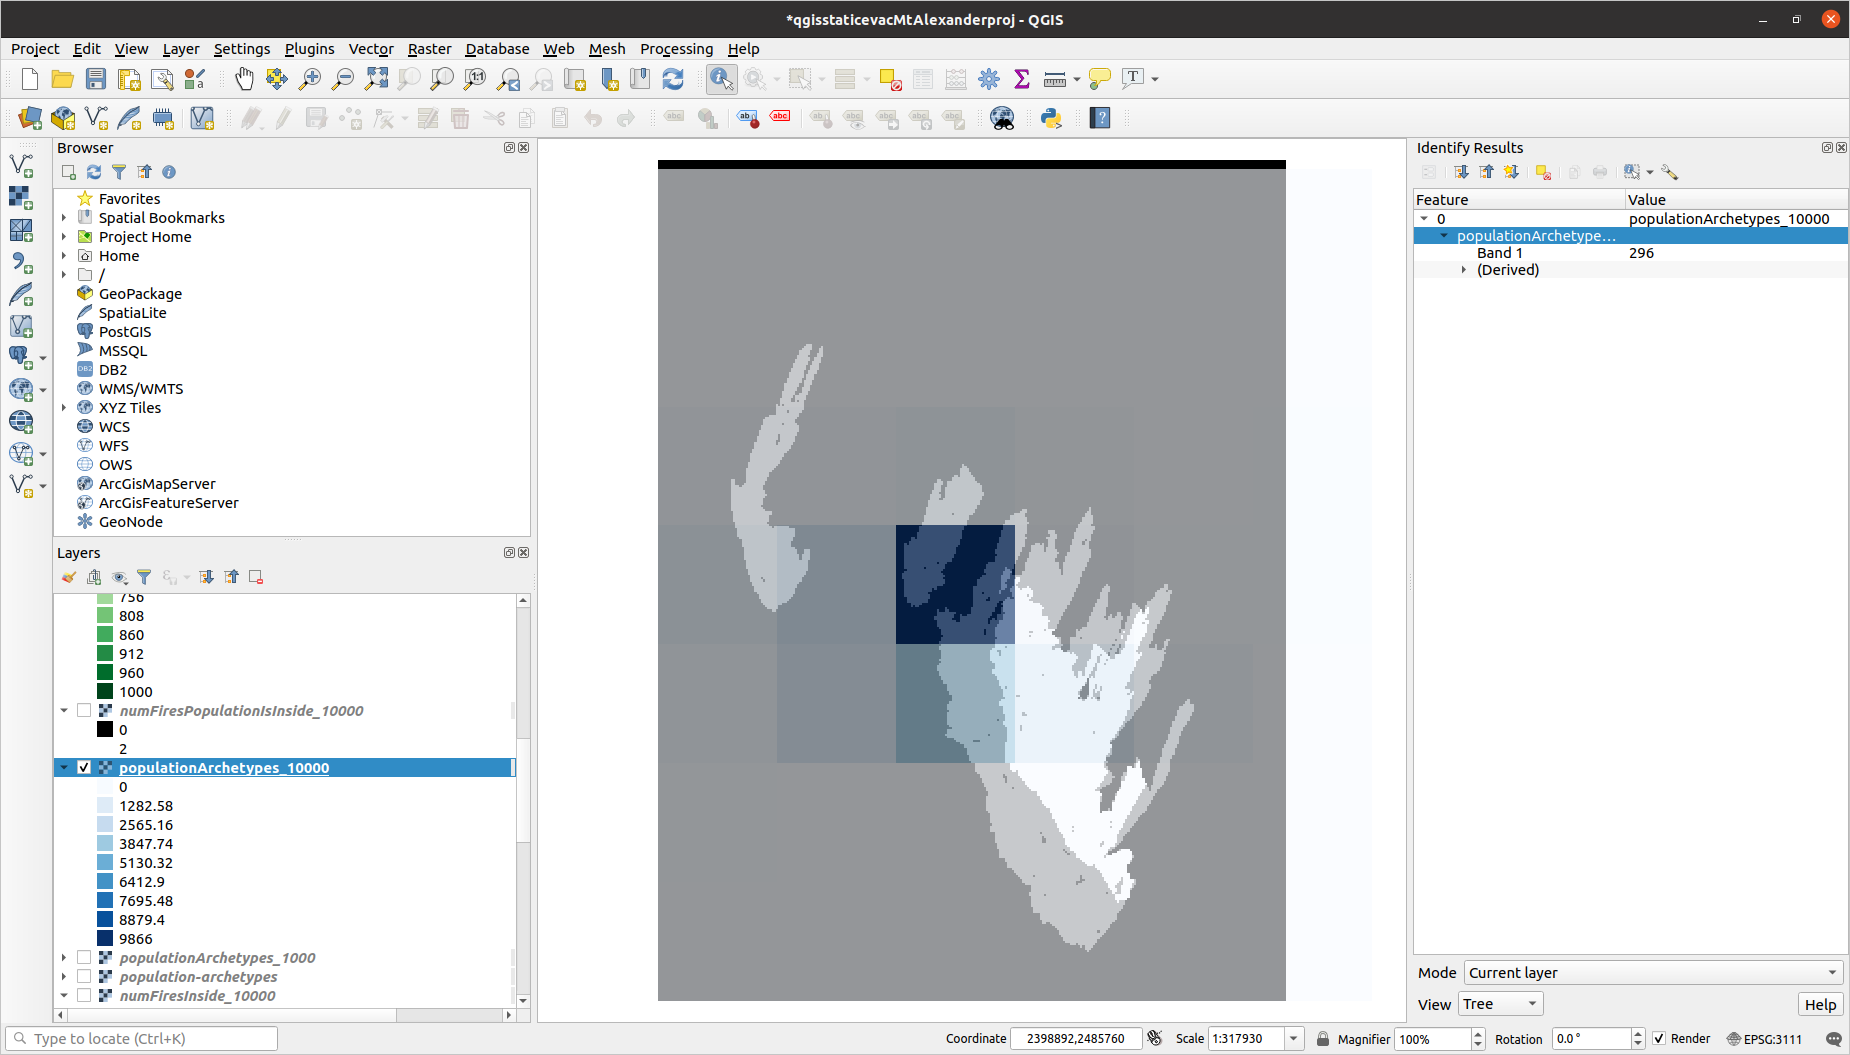 *qgisstaticevacMtAlexanderproj - QGIS
Project Edit View Layer Settings Plugins Vector Raster Database Web Mesh Processing Help
Browser
Favorites
Spatial Bookmarks
Project Home
Home
/
GeoPackage
SpatiaLite
PostGIS
MSSQL
DB2
WMS/WMTS
XYZ Tiles
WCS
WFS
OWS
ArcGisMapServer
ArcGisFeatureServer
GeoNode
Layers
756
808
860
912
960
1000
numFiresPopulationIsInside_10000
0
2
populationArchetypes_10000
0
1282.58
2565.16
3847.74
5130.32
6412.9
7695.48
8879.4
9866
populationArchetypes_1000
population-archetypes
numFiresInside_10000
Identify Results
Feature Value
0 populationArchetypes_10000
populationArchetype...
Band 1 296
(Derived)
Mode Current layer
View Tree Help
Type to locate (Ctrl+K) Coordinate 2398892,2485760 Scale 1:317930 Magnifier 100% Rotation 0.0 ° Render EPSG:3111